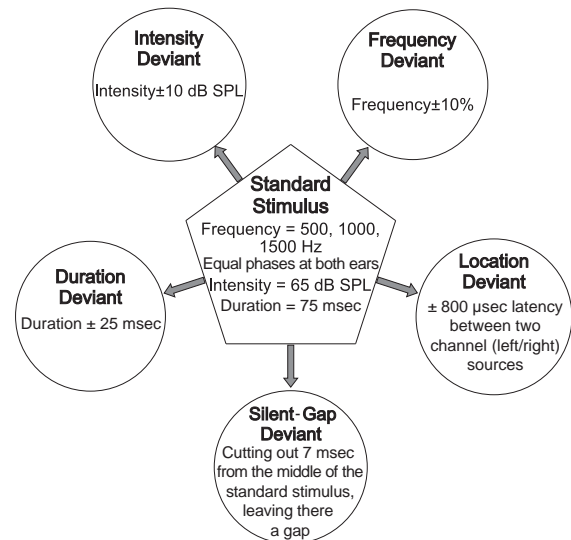 Intensity
Deviant
Intensity±10 dB SPL
Frequency
Deviant
Frequency±10%
Standard
Stimulus
Frequency = 500, 1000,
1500 Hz
Equal phases at both ears
Intensity = 65 dB SPL
Duration = 75 msec
Duration
Deviant
Duration ± 25 msec
Location
Deviant
± 800 µsec latency
between two
channel (left/right)
sources
Silent-Gap
Deviant
Cutting out 7 msec
from the middle of the
standard stimulus,
leaving there
a gap